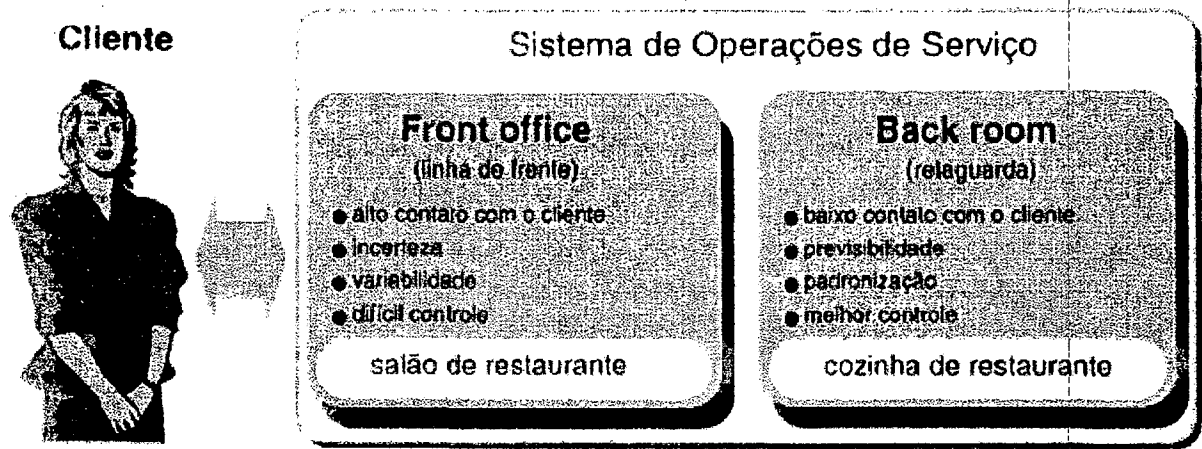 Cliente
Sistema de Operações de Serviço
Front office
(linha de frente)
● alto contato com o cliente
● incerteza
● variabilidade
● difícil controle
salão de restaurante
Back room
(retaguarda)
● baixo contato com o cliente
● previsibilidade
● padronização
● melhor controle
cozinha de restaurante